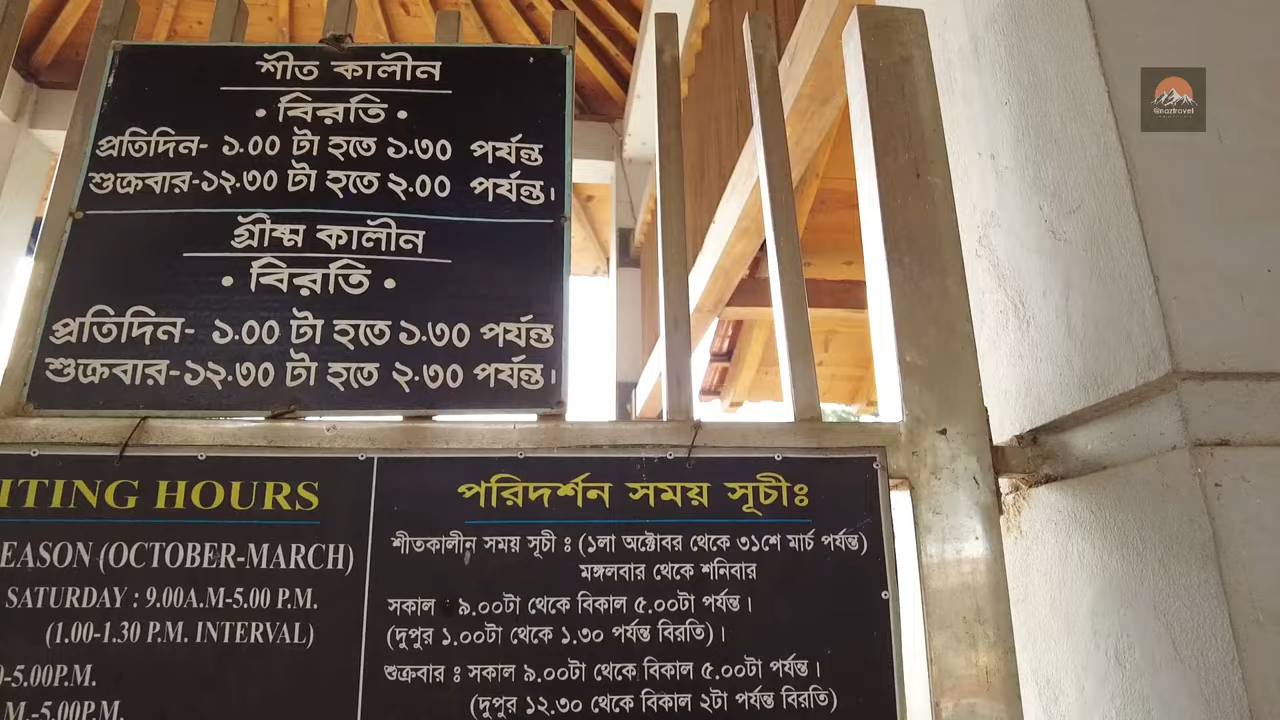 শীত কালীন
• বিরতি •
প্রতিদিন- ১.০০ টা হতে ১.৩০ পর্যন্ত
শুক্রবার-১২.৩০ টা হতে ২.০০ পর্যন্ত।
গ্রীষ্ম কালীন
• বিরতি •
প্রতিদিন- ১.০০ টা হতে ১.৩০ পর্যন্ত
শুক্রবার-১২.৩০ টা হতে ২.৩০ পর্যন্ত।
ITING HOURS
EASON (OCTOBER-MARCH)
SATURDAY : 9.00A.M-5.00 P.M.
(1.00-1.30 P.M. INTERVAL)
-5.00P.M.
M.-5.00P.M.
পরিদর্শন সময় সূচীঃ
শীতকালীন সময় সূচী : (১লা অক্টোবর থেকে ৩১শে মার্চ পর্যন্ত)
মঙ্গলবার থেকে শনিবার
সকাল ৯.০০টা থেকে বিকাল ৫.০০টা পর্যন্ত।
(দুপুর ১.০০টা থেকে ১.৩০ পর্যন্ত বিরতি)।
শুক্রবার : সকাল ৯.০০টা থেকে বিকাল ৫.০০টা পর্যন্ত।
(দুপুর ১২.৩০ থেকে বিকাল ২টা পর্যন্ত বিরতি)
@naztravel